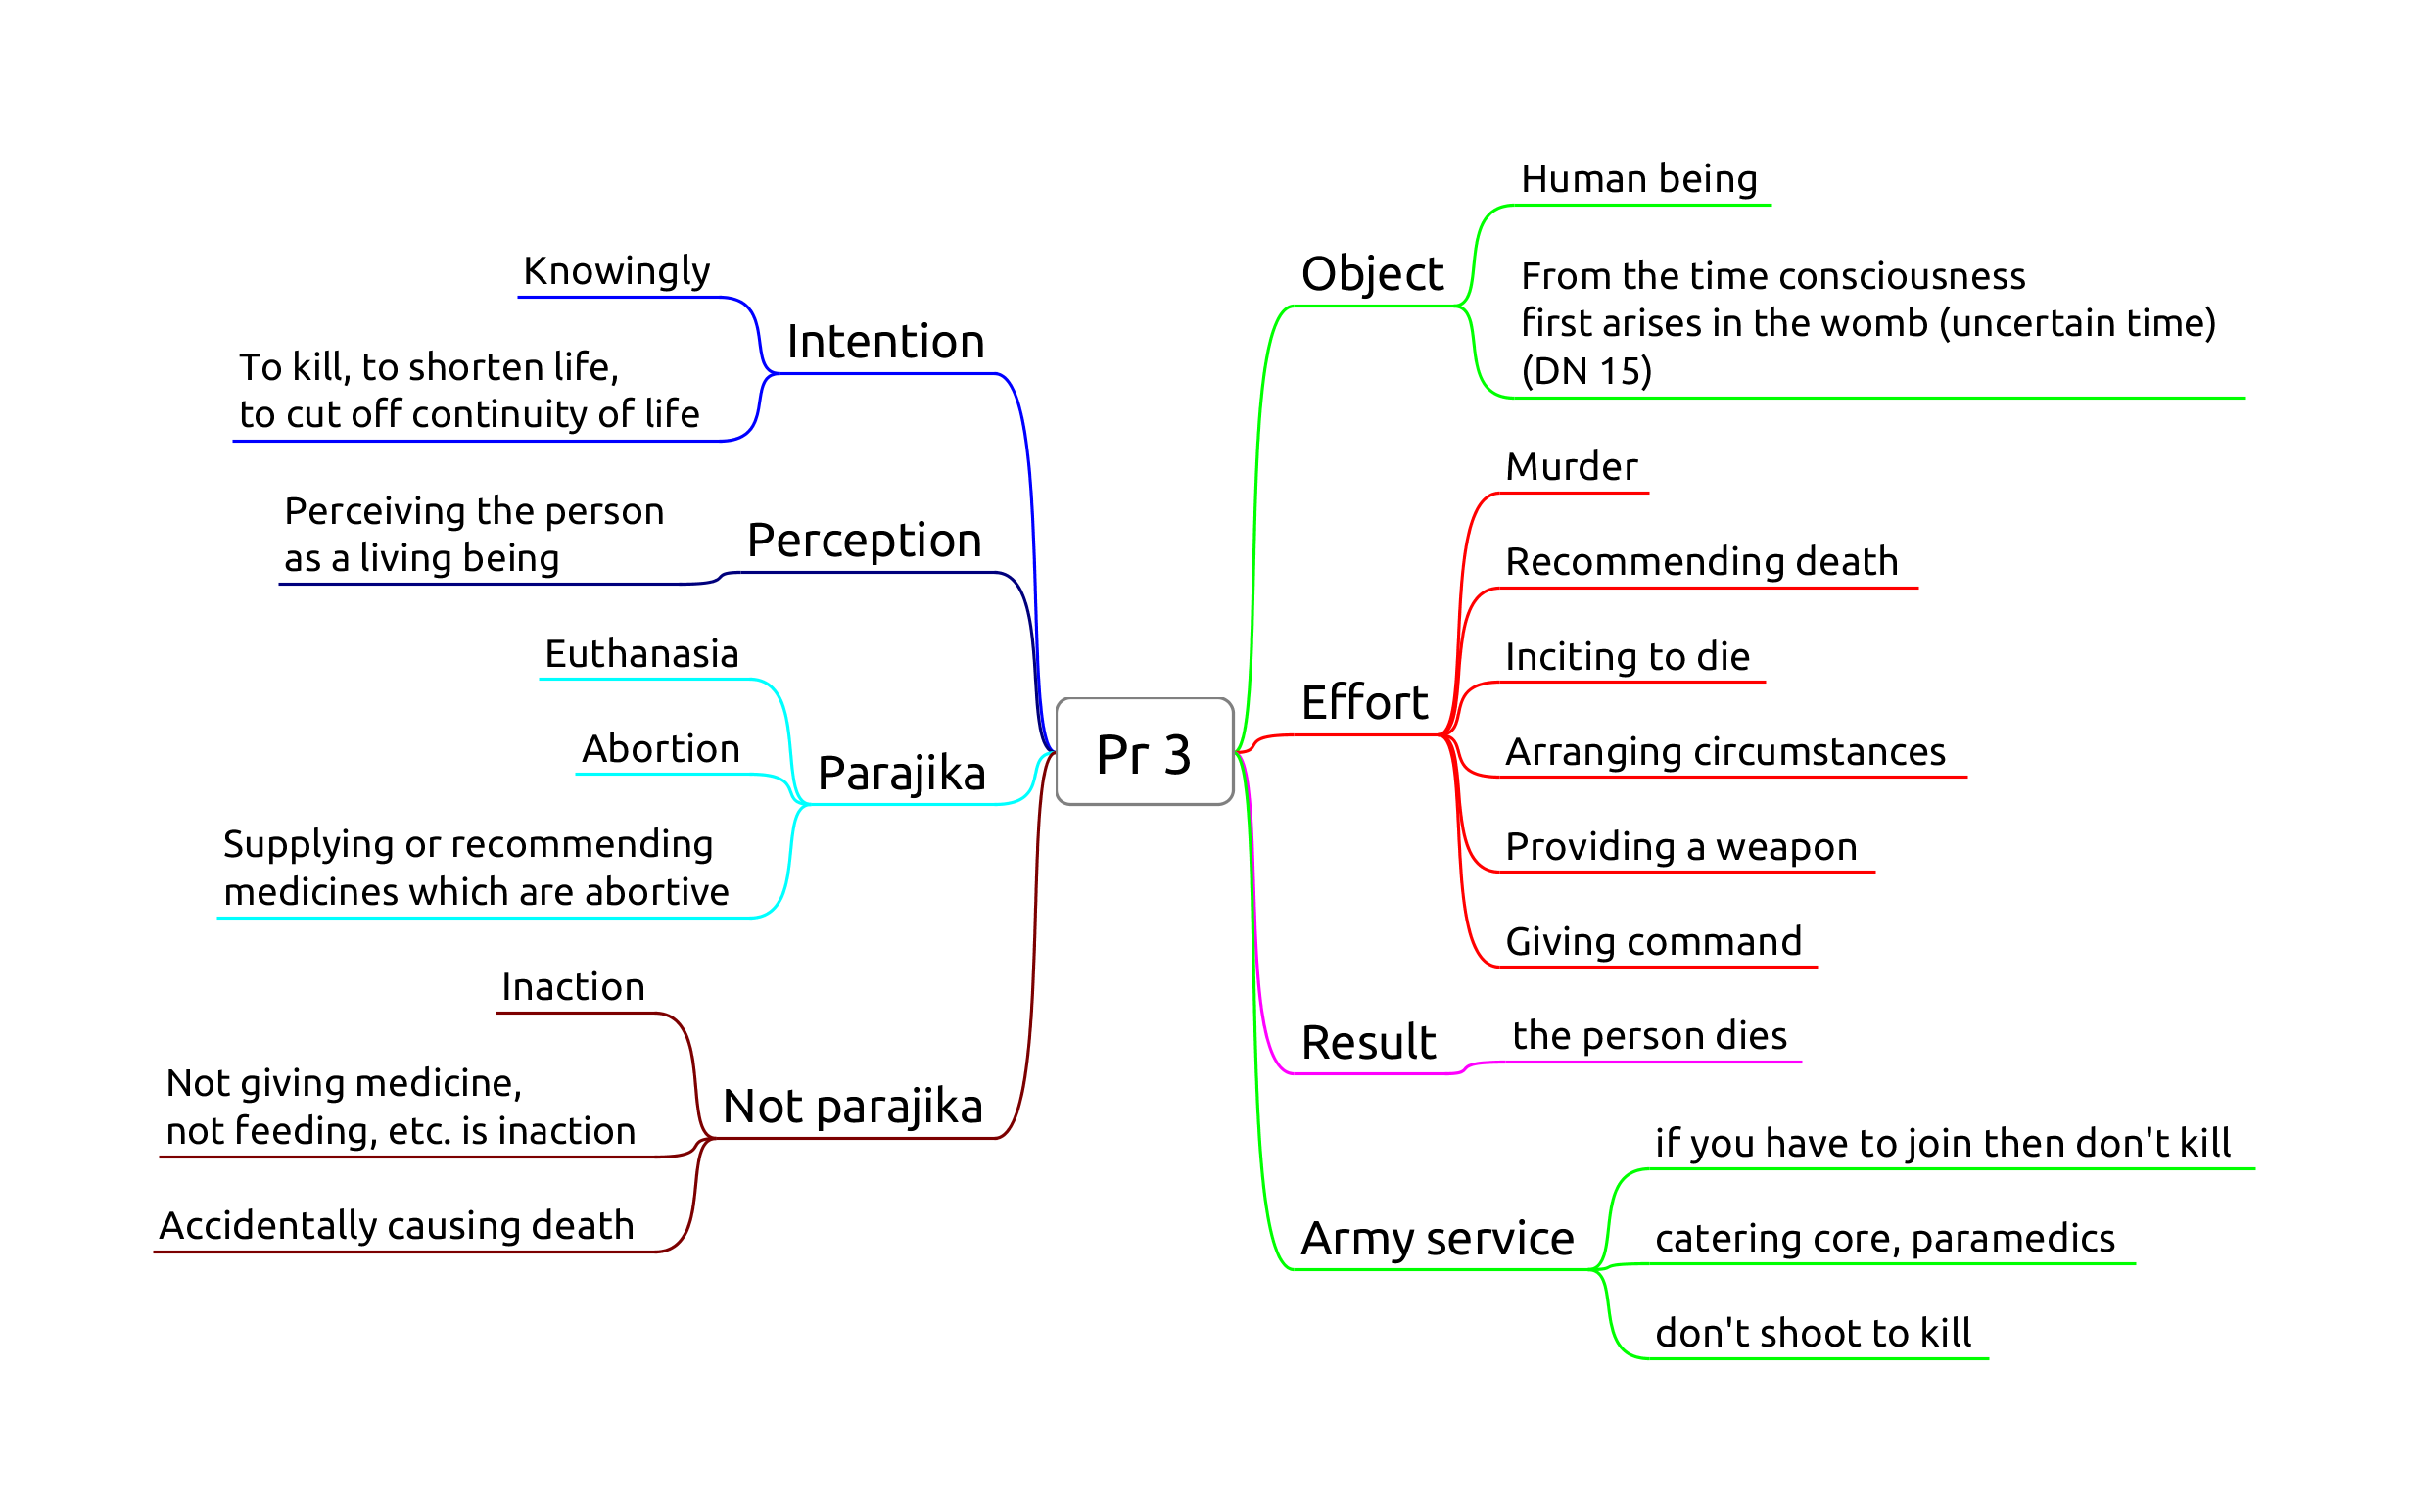 Pr 3
Object
Human being
From the time consciousness
first arises in the womb (uncertain time)
(DN 15)
Effort
Murder
Recommending death
Inciting to die
Arranging circumstances
Providing a weapon
Giving command
Result
the person dies
Army service
if you have to join then don't kill
catering core, paramedics
don't shoot to kill
Intention
Knowingly
To kill, to shorten life,
to cut off continuity of life
Perception
Perceiving the person
as a living being
Parajika
Euthanasia
Abortion
Supplying or recommending
medicines which are abortive
Not parajika
Inaction
Not giving medicine,
not feeding, etc. is inaction
Accidentally causing death